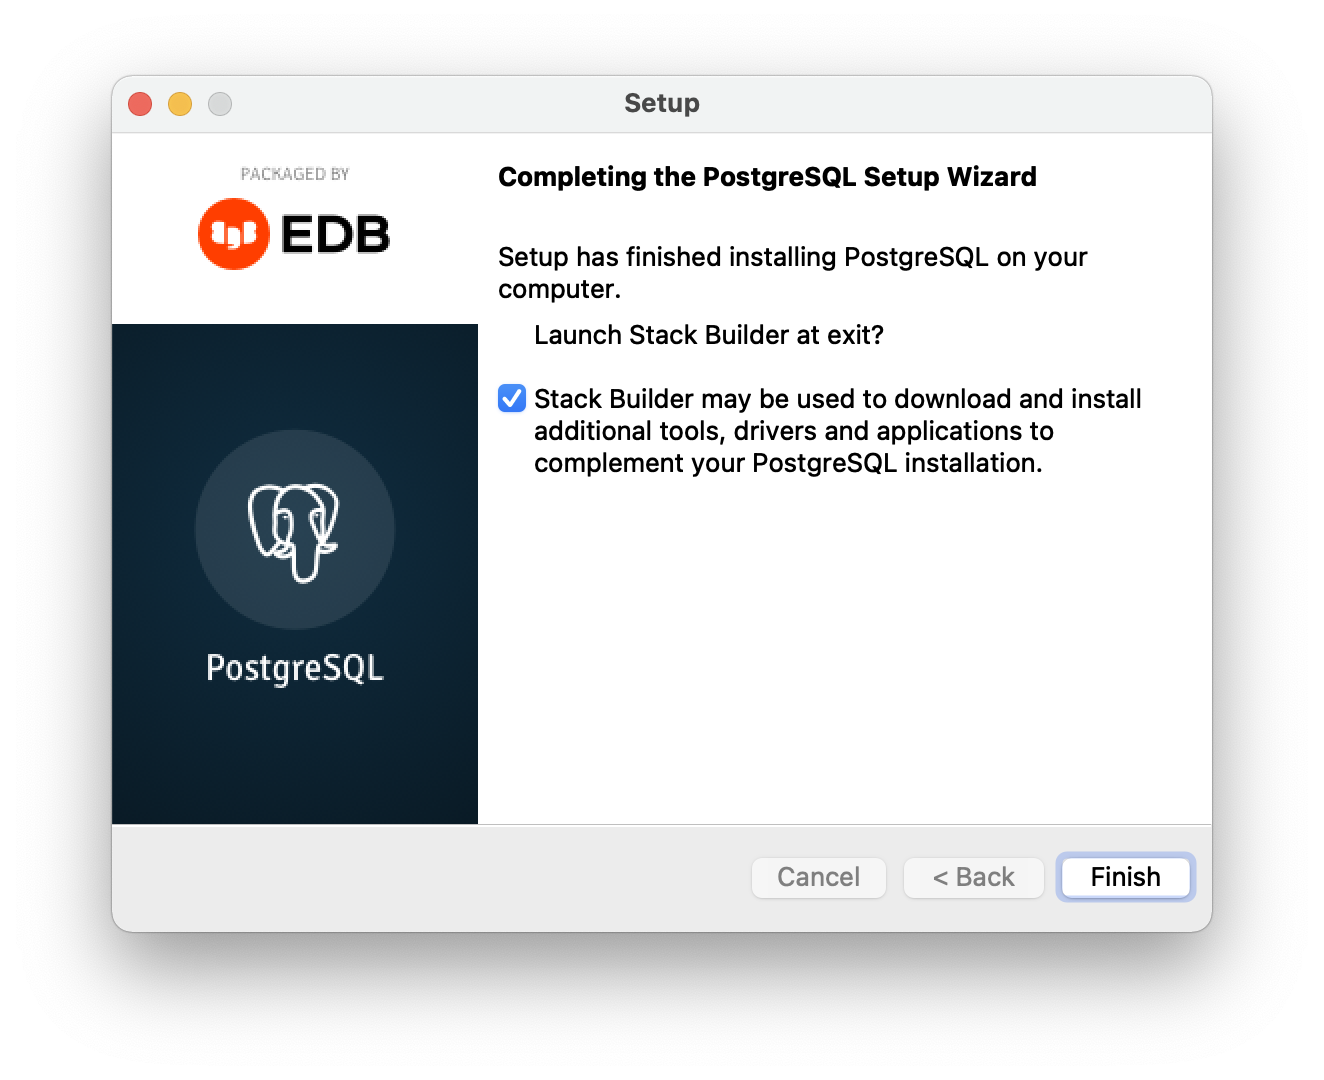 Setup
PACKAGED BY
EDB
PostgreSQL
Completing the PostgreSQL Setup Wizard
Setup has finished installing PostgreSQL on your
computer.
Launch Stack Builder at exit?
Stack Builder may be used to download and install
additional tools, drivers and applications to
complement your PostgreSQL installation.
Cancel
< Back
Finish